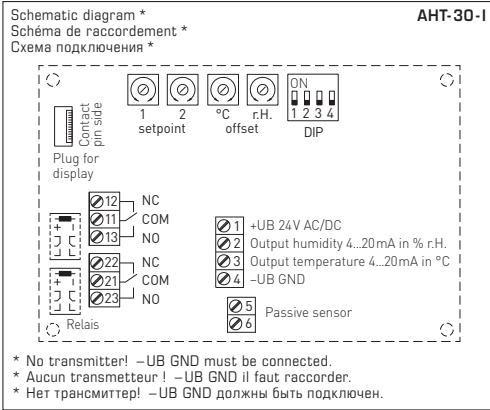 Schematic diagram *
AHT-30-I
Schéma de raccordement *
Схема подключения *
Contact
pin side
Plug for
display
1 2 °C r.H.
setpoint offset
ON
1 2 3 4
DIP
12 NC
11 COM
13 NO
22 NC
21 COM
23 NO
Relais
1 +UB 24V AC/DC
2 Output humidity 4...20mA in % r.H.
3 Output temperature 4...20mA in °C
4 –UB GND
5 Passive sensor
6
* No transmitter! –UB GND must be connected.
* Aucun transmetteur ! –UB GND il faut raccorder.
* Нет трансмиттер! –UB GND должны быть подключен.